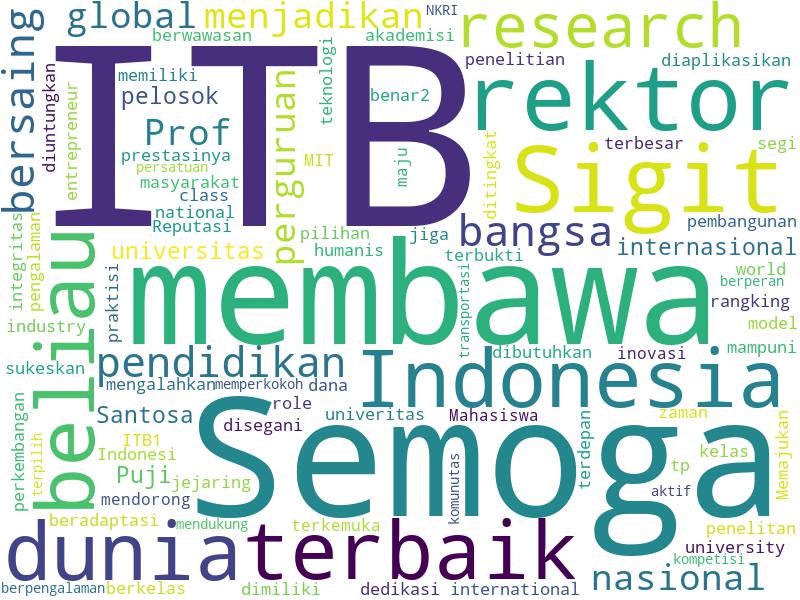 global
menjadikan
NKRI
research
berwawasan
akademisi
bersaing
ITB
memiliki
pelosok
diuntungkan
entrepreneur
Prof
prestasinya
persatuan
masyarakat
class
national
Reputasi
perguruan
teknologi
MIT
benar2
maju
penelitian
diaplikasikan
rektor
ditingkat
terbesar
segi
Sigit
pembangunan
bangsa
internasional
pilihan
jiga
humanis
terbukti
universitas
integritas
pengalaman
beliau
praktisi
membawa
transportasi
world
berperan
rangking
model
mampuni
industry
sukeskan
pendidikan
dibutuhkan
inovasi
Indonesia
mengalahkan
memperkokoh
dana
role
Santosa
disegani
univeritas
Mahasiswa
zaman
perkembangan
terpilih
ITB1
Indonesi
Puji
jejaring
mendorong
Semoga
komunutas
terdepan
kelas
tp
aktif
Memajukan
beradaptasi
mendukung
terkemuka
penelitan
university
kompetisi
dunia
terbaik
nasional
berpengalaman
berkelas
dimiliki
dedikasi
international